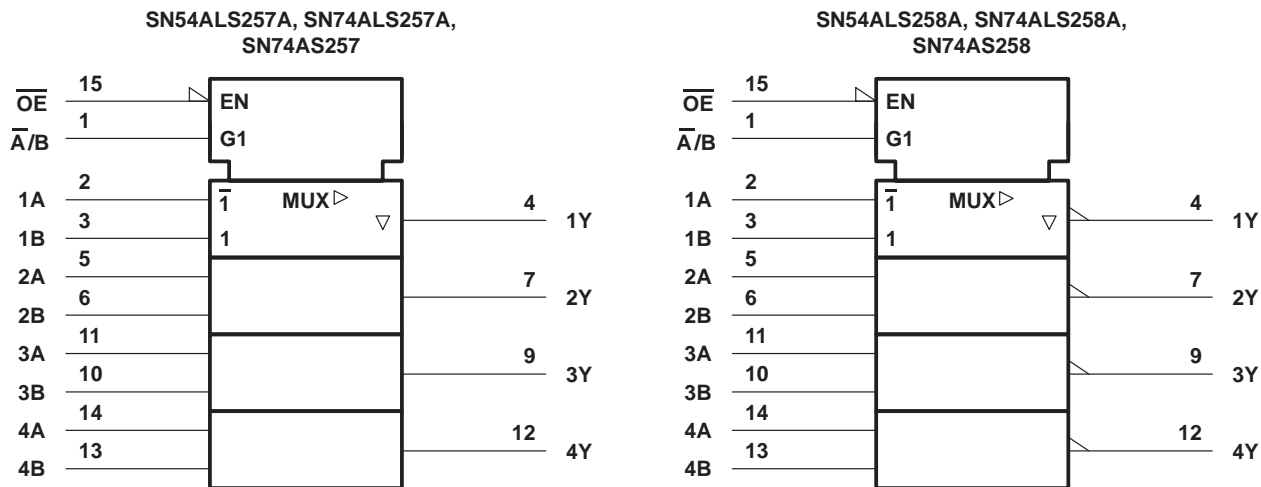 SN54ALS257A, SN74ALS257A,
SN74AS257
OE 15 EN
A/B 1 G1
1A 2 1 MUX 4 1Y
1B 3 1
2A 5 7 2Y
2B 6
3A 11 9 3Y
3B 10
4A 14 12 4Y
4B 13
SN54ALS258A, SN74ALS258A,
SN74AS258
OE 15 EN
A/B 1 G1
1A 2 1 MUX 4 1Y
1B 3 1
2A 5 7 2Y
2B 6
3A 11 9 3Y
3B 10
4A 14 12 4Y
4B 13